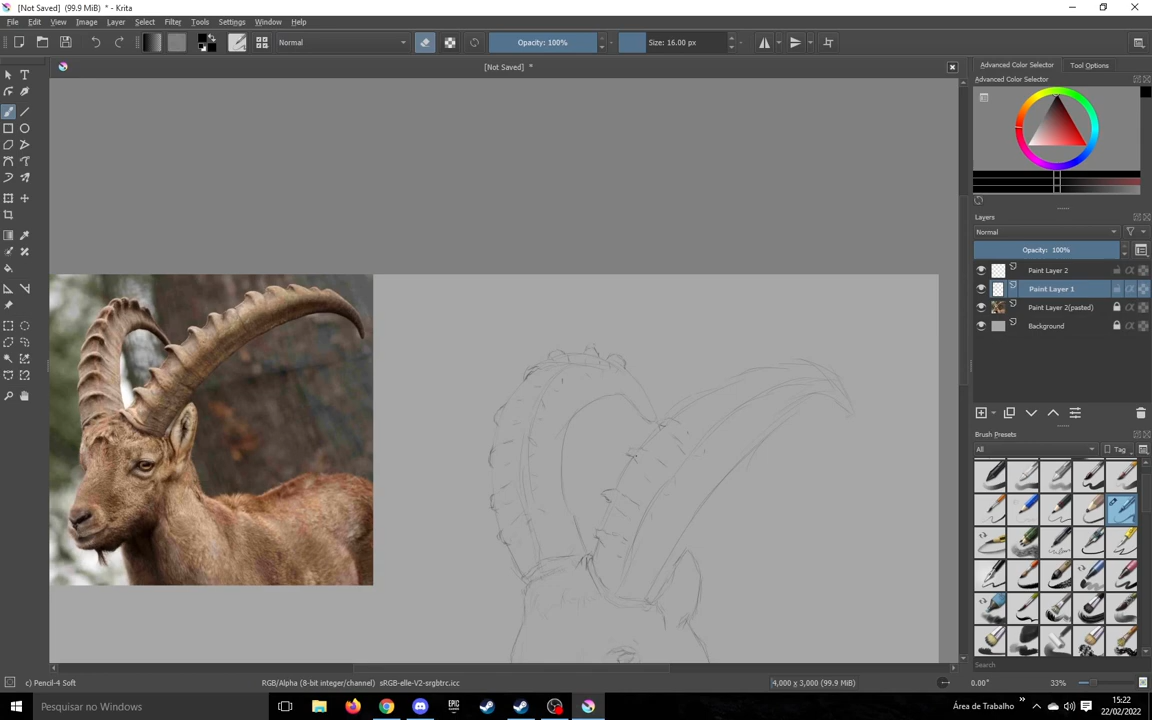 [Not Saved]  (99.9 MiB)  * - Krita
File Edit View Image Layer Select Filter Tools Settings Window Help
Normal
Opacity: 100%
Size: 16.00 px
[Not Saved]  *
Advanced Color Selector
Tool Options
Advanced Color Selector
Layers
Normal
Opacity:  100%
Paint Layer 2
Paint Layer 1
Paint Layer 2(pasted)
Background
Brush Presets
All
Tag
Search
c) Pencil-4 Soft
RGB/Alpha (8-bit integer/channel)  sRGB-elle-V2-srgbtrc.icc
4,000 x 3,000 (99.9 MiB)
0.00°
33%
Pesquisar no Windows
EPIC
Área de Trabalho
15:22
22/02/2022